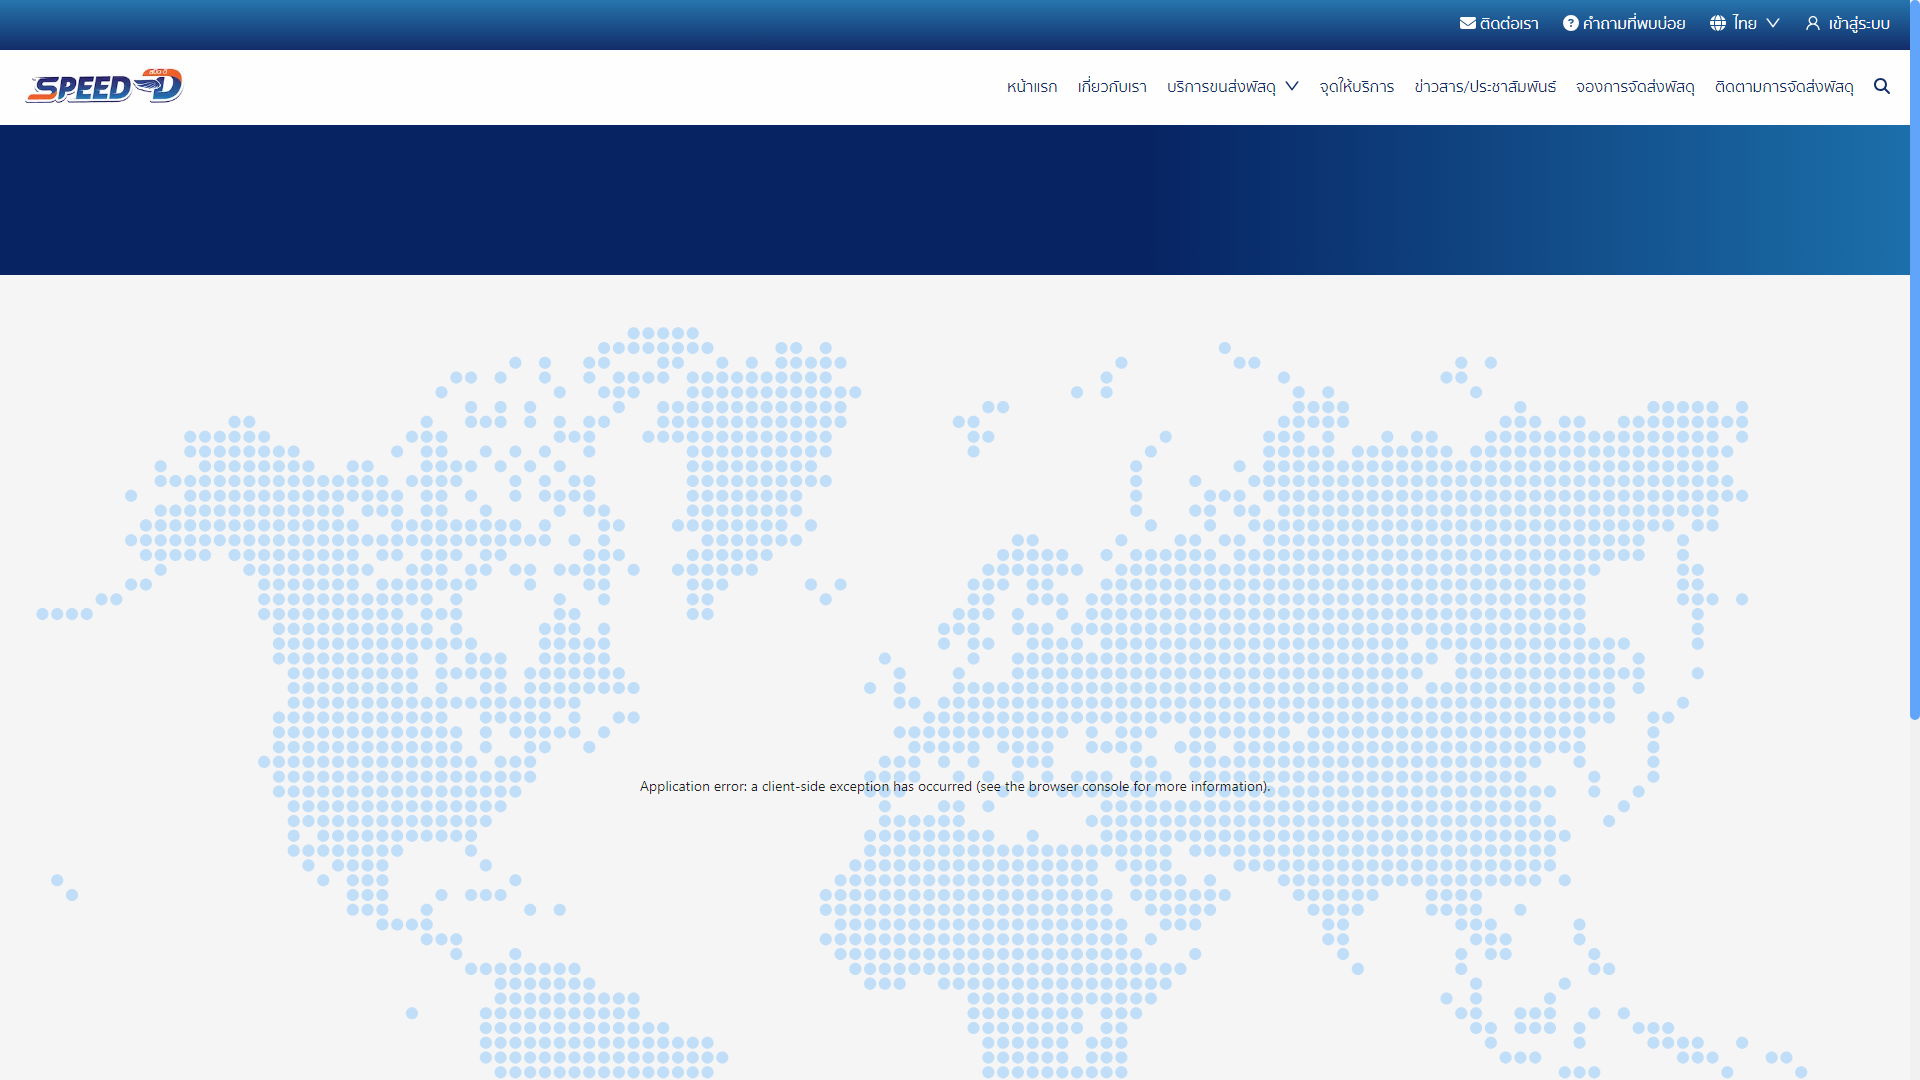 ติดต่อเรา คำถามที่พบบ่อย ไทย เข้าสู่ระบบ
SPEED-D หน้าแรก เกี่ยวกับเรา บริการขนส่งพัสดุ จุดให้บริการ ข่าวสาร/ประชาสัมพันธ์ จองการจัดส่งพัสดุ ติดตามการจัดส่งพัสดุ
Application error: a client-side exception has occurred (see the browser console for more information).